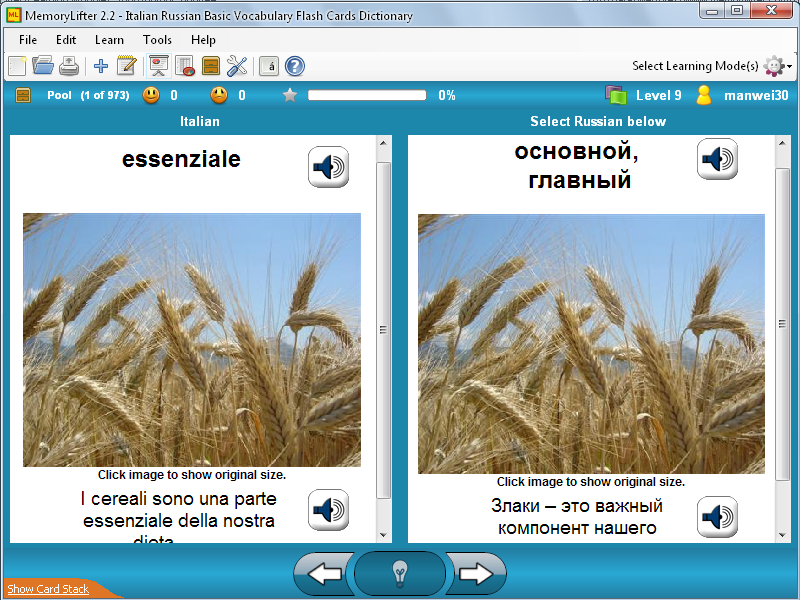 MemoryLifter 2.2 - Italian Russian Basic Vocabulary Flash Cards Dictionary
File Edit Learn Tools Help
á ? Select Learning Mode(s)
Pool (1 of 973) 0 0 0% Level 9 manwei30
Italian
essenziale
Click image to show original size.
I cereali sono una parte
essenziale della nostra
dieta
Select Russian below
основной,
главный
Click image to show original size.
Злаки – это важный
компонент нашего
Show Card Stack